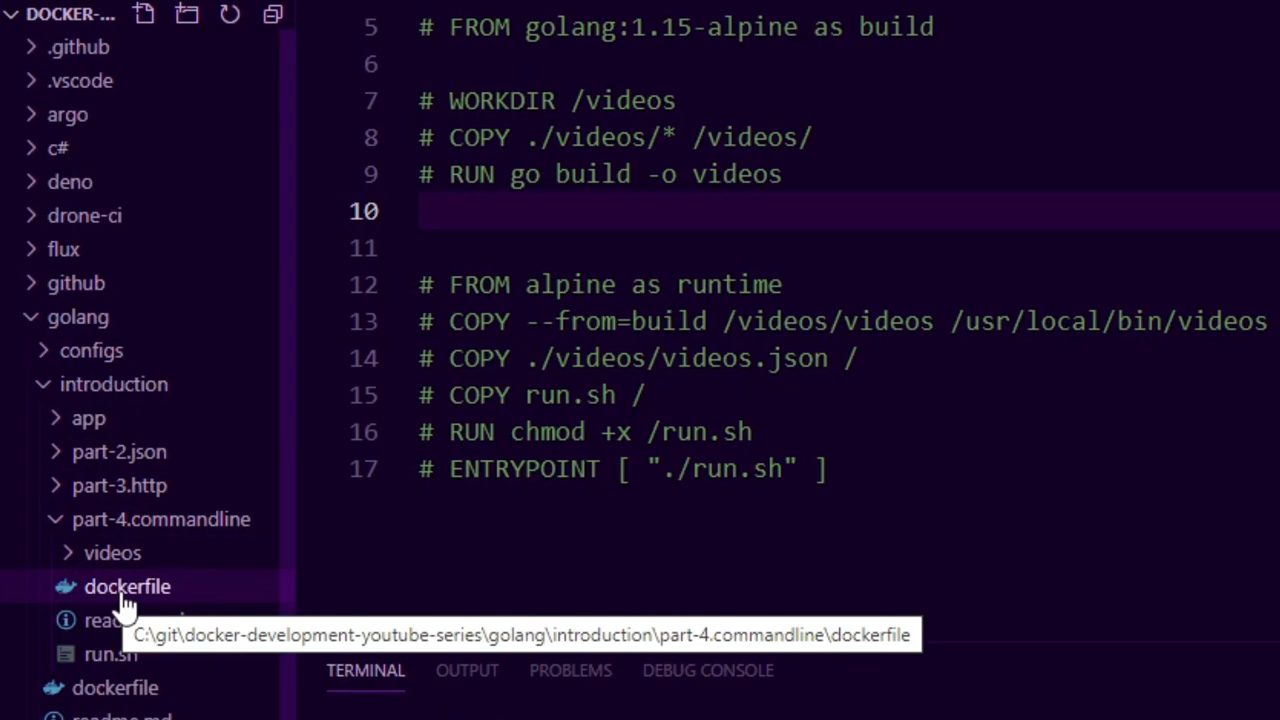 DOCKER-...
.github
.vscode
argo
c#
deno
drone-ci
flux
github
golang
configs
introduction
app
part-2.json
part-3.http
part-4.commandline
videos
dockerfile
run.sh
dockerfile
readme.md
5 # FROM golang:1.15-alpine as build
6
7 # WORKDIR /videos
8 # COPY ./videos/* /videos/
9 # RUN go build -o videos
10
11
12 # FROM alpine as runtime
13 # COPY --from=build /videos/videos /usr/local/bin/videos
14 # COPY ./videos/videos.json /
15 # COPY run.sh /
16 # RUN chmod +x /run.sh
17 # ENTRYPOINT [ "./run.sh" ]
C:\git\docker-development-youtube-series\golang\introduction\part-4.commandline\dockerfile
TERMINAL OUTPUT PROBLEMS DEBUG CONSOLE